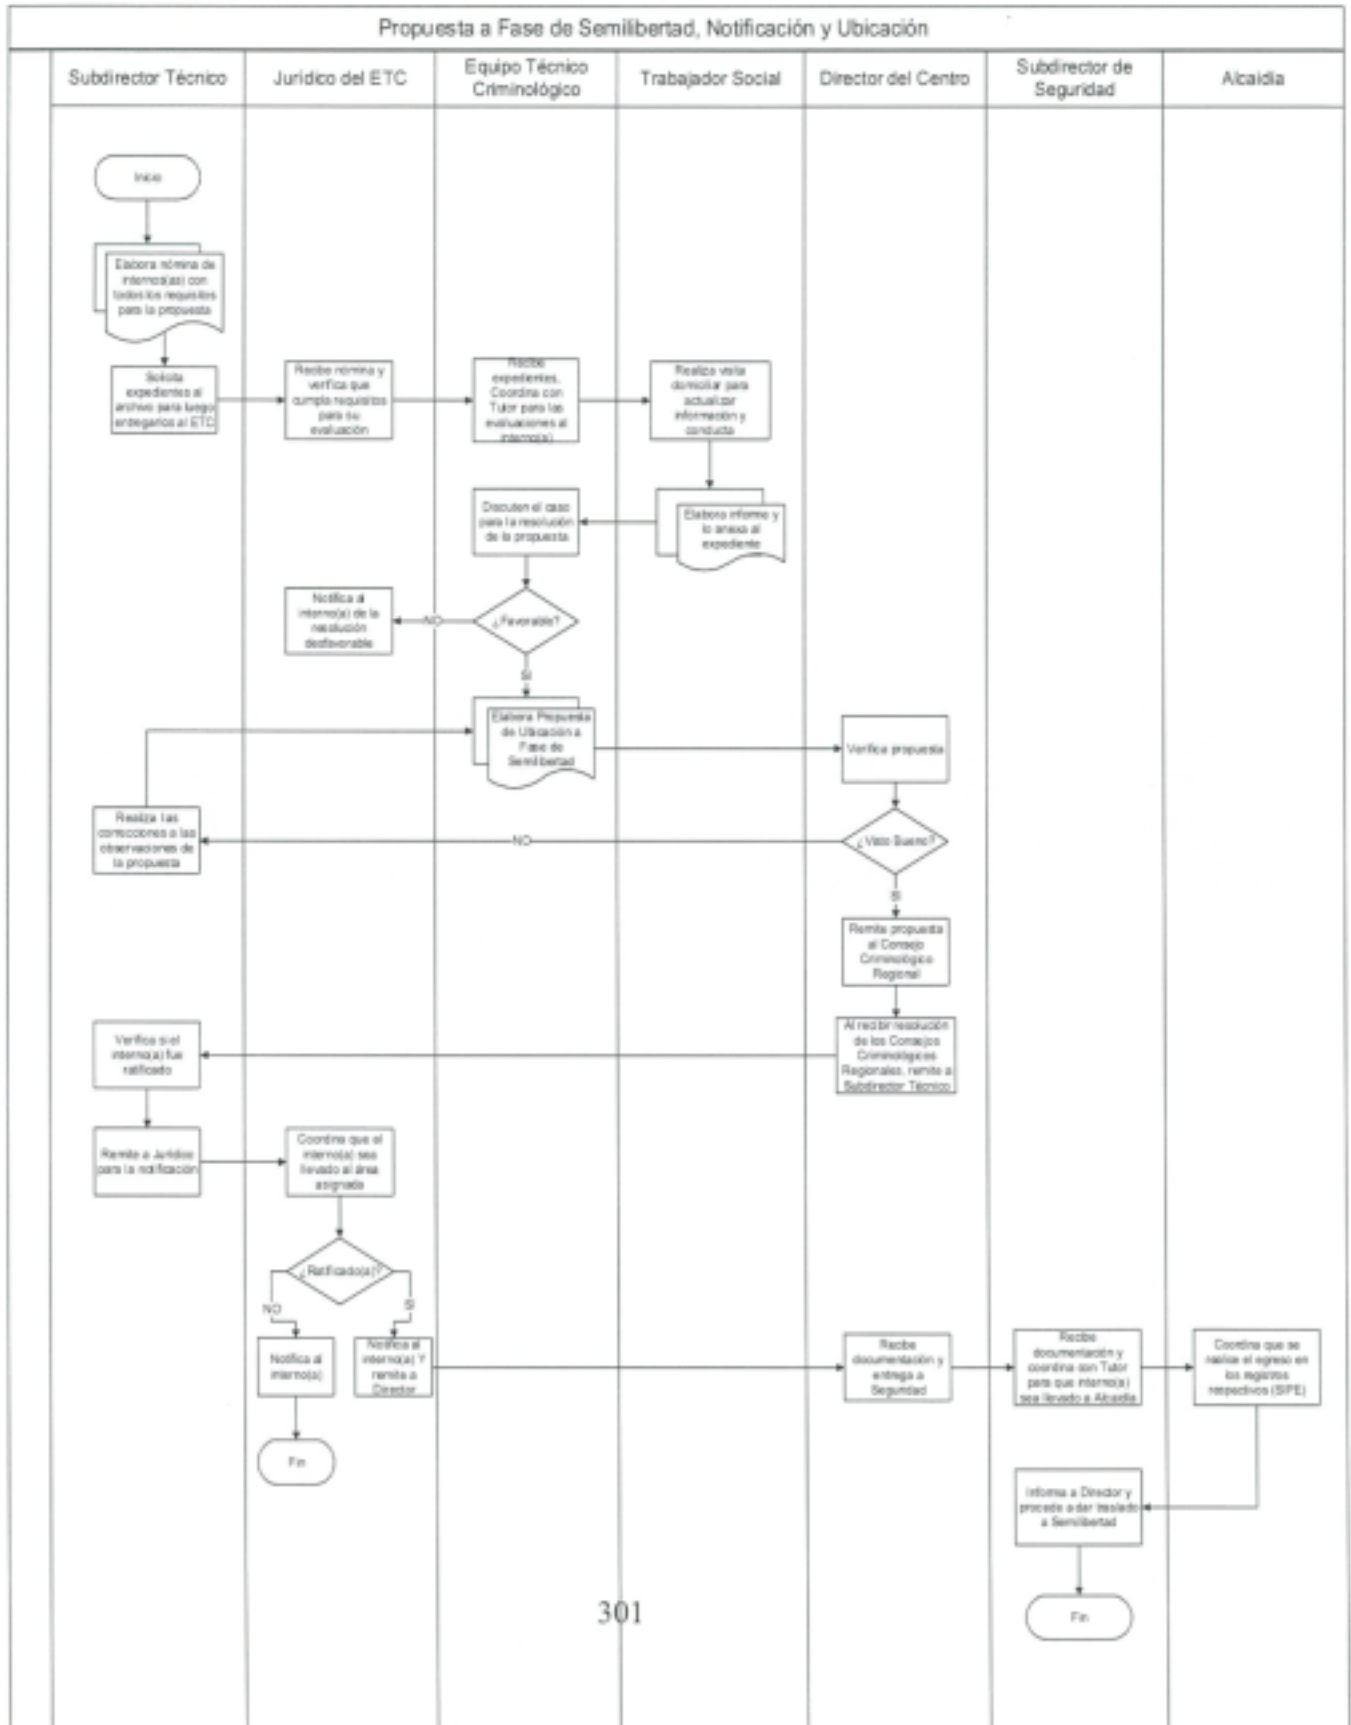 Propuesta a Fase de Semilibertad, Notificación y Ubicación
Subdirector Técnico
Jurídico del ETC
Equipo Técnico
Criminológico
Trabajador Social
Director del Centro
Subdirector de
Seguridad
Alcaidía
Inicio
Elabora nómina de
internos(as) con
todos los requisitos
para la propuesta
Solicita
expedientes al
archivo para luego
entregarlos al ETC
Recibe nómina y
verifica que
cumpla requisitos
para su
evaluación
Recibe
expedientes,
Coordina con
Tutor para las
evaluaciones al
interno(a)
Realiza visita
domiciliar para
actualizar
información y
conducta
Elabora informe y
lo anexa al
expediente
Discuten el caso
para la resolución
de la propuesta
¿Favorable?
NO
Notifica al
interno(a) de la
resolución
desfavorable
SI
Elabora Propuesta
de Ubicación a
Fase de
Semilibertad
Verifica propuesta
¿Visto Bueno?
NO
Realiza las
correcciones a las
observaciones de
la propuesta
SI
Remite propuesta
al Consejo
Criminológico
Regional
Al recibir resolución
de los Consejos
Criminológicos
Regionales, remite a
Subdirector Técnico
Verifica si el
interno(a) fue
ratificado
Remite a Jurídico
para la notificación
Coordina que el
interno(a) sea
llevado al área
asignada
¿Ratificado(a)?
NO
SI
Notifica al
interno(a)
Notifica al
interno(a) Y
remite a
Director
Recibe
documentación y
entrega a
Seguridad
Recibe
documentación y
coordina con Tutor
para que interno(a)
sea llevado a Alcaidía
Coordina que se
realice el egreso en
los registros
respectivos (SIPE)
Fin
Informa a Director y
procede a dar traslado
a Semilibertad
Fin
301